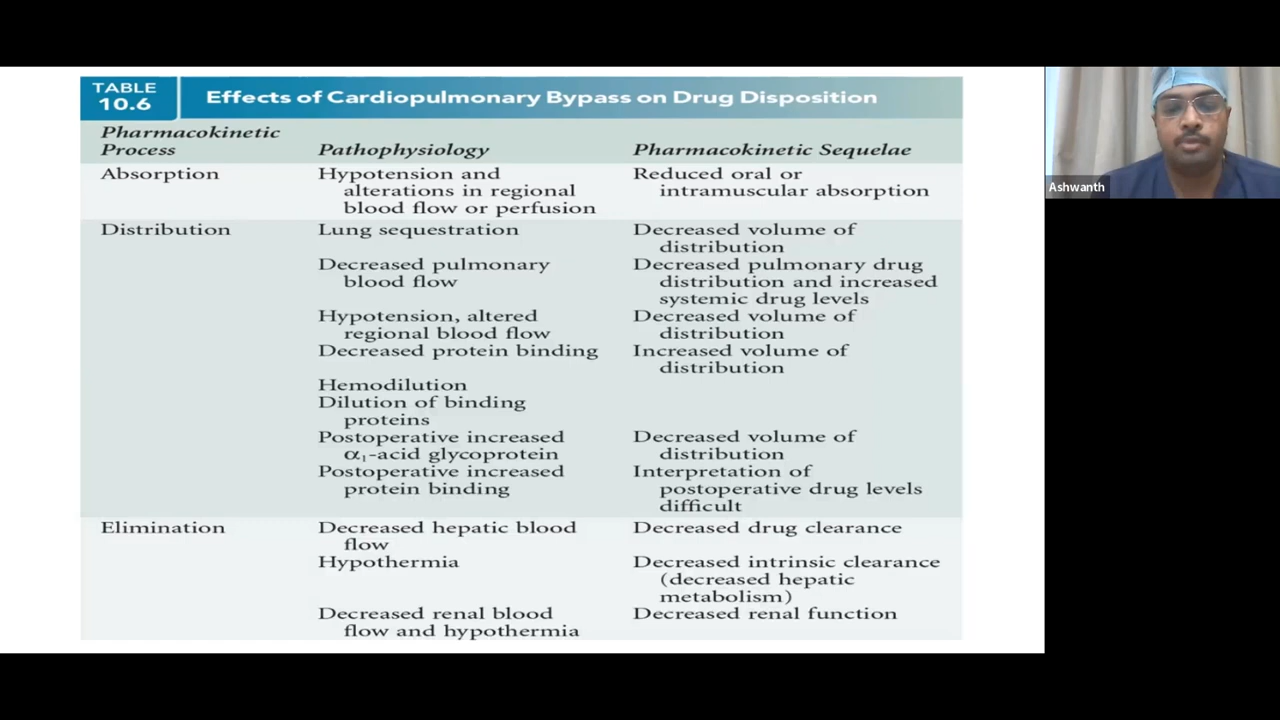 TABLE
10.6
Effects of Cardiopulmonary Bypass on Drug Disposition
Pharmacokinetic
Process
Pathophysiology
Pharmacokinetic Sequelae
Absorption
Hypotension and
alterations in regional
blood flow or perfusion
Reduced oral or
intramuscular absorption
Distribution
Lung sequestration
Decreased volume of
distribution
Decreased pulmonary
blood flow
Decreased pulmonary drug
distribution and increased
systemic drug levels
Hypotension, altered
regional blood flow
Decreased volume of
distribution
Decreased protein binding
Increased volume of
distribution
Hemodilution
Dilution of binding
proteins
Postoperative increased
α₁-acid glycoprotein
Decreased volume of
distribution
Postoperative increased
protein binding
Interpretation of
postoperative drug levels
difficult
Elimination
Decreased hepatic blood
flow
Decreased drug clearance
Hypothermia
Decreased intrinsic clearance
(decreased hepatic
metabolism)
Decreased renal blood
flow and hypothermia
Decreased renal function
Ashwanth